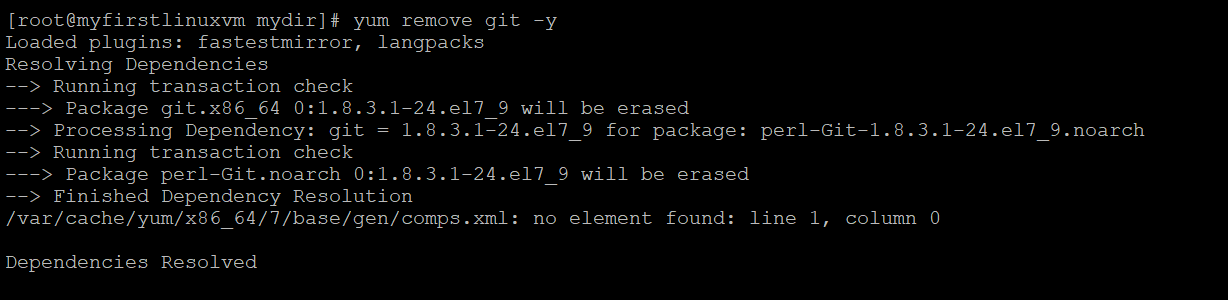 [root@myfirstlinuxvm mydir]# yum remove git -y
Loaded plugins: fastestmirror, langpacks
Resolving Dependencies
--> Running transaction check
---> Package git.x86_64 0:1.8.3.1-24.el7_9 will be erased
--> Processing Dependency: git = 1.8.3.1-24.el7_9 for package: perl-Git-1.8.3.1-24.el7_9.noarch
--> Running transaction check
---> Package perl-Git.noarch 0:1.8.3.1-24.el7_9 will be erased
--> Finished Dependency Resolution
/var/cache/yum/x86_64/7/base/gen/comps.xml: no element found: line 1, column 0
Dependencies Resolved